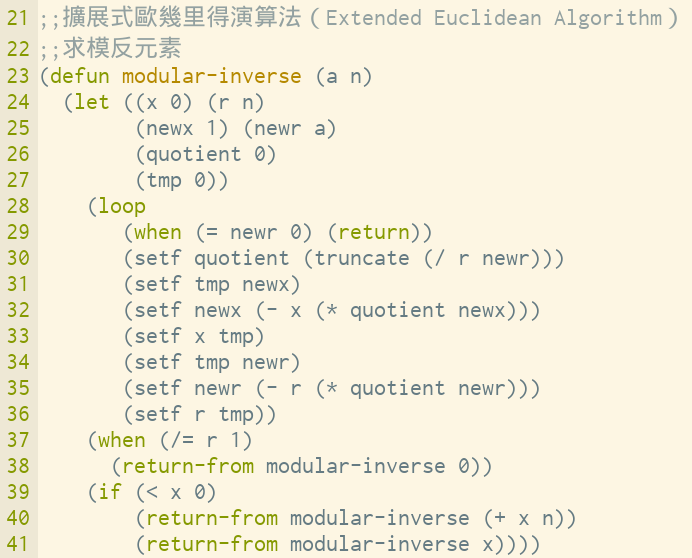 21 ;;擴展式歐幾里得演算法（Extended Euclidean Algorithm）
22 ;;求模反元素
23 (defun modular-inverse (a n)
24   (let ((x 0) (r n)
25         (newx 1) (newr a)
26         (quotient 0)
27         (tmp 0))
28     (loop
29        (when (= newr 0) (return))
30        (setf quotient (truncate (/ r newr)))
31        (setf tmp newx)
32        (setf newx (- x (* quotient newx)))
33        (setf x tmp)
34        (setf tmp newr)
35        (setf newr (- r (* quotient newr)))
36        (setf r tmp))
37     (when (/= r 1)
38       (return-from modular-inverse 0))
39     (if (< x 0)
40         (return-from modular-inverse (+ x n))
41         (return-from modular-inverse x))))